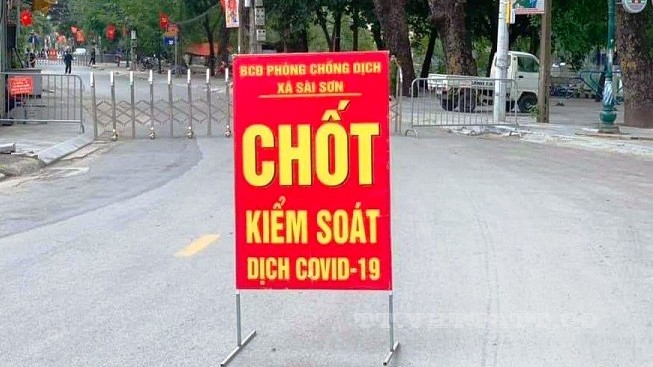 BCĐ PHÒNG CHỐNG DỊCH
XÃ SÀI SƠN
CHỐT
KIỂM SOÁT
DỊCH COVID-19